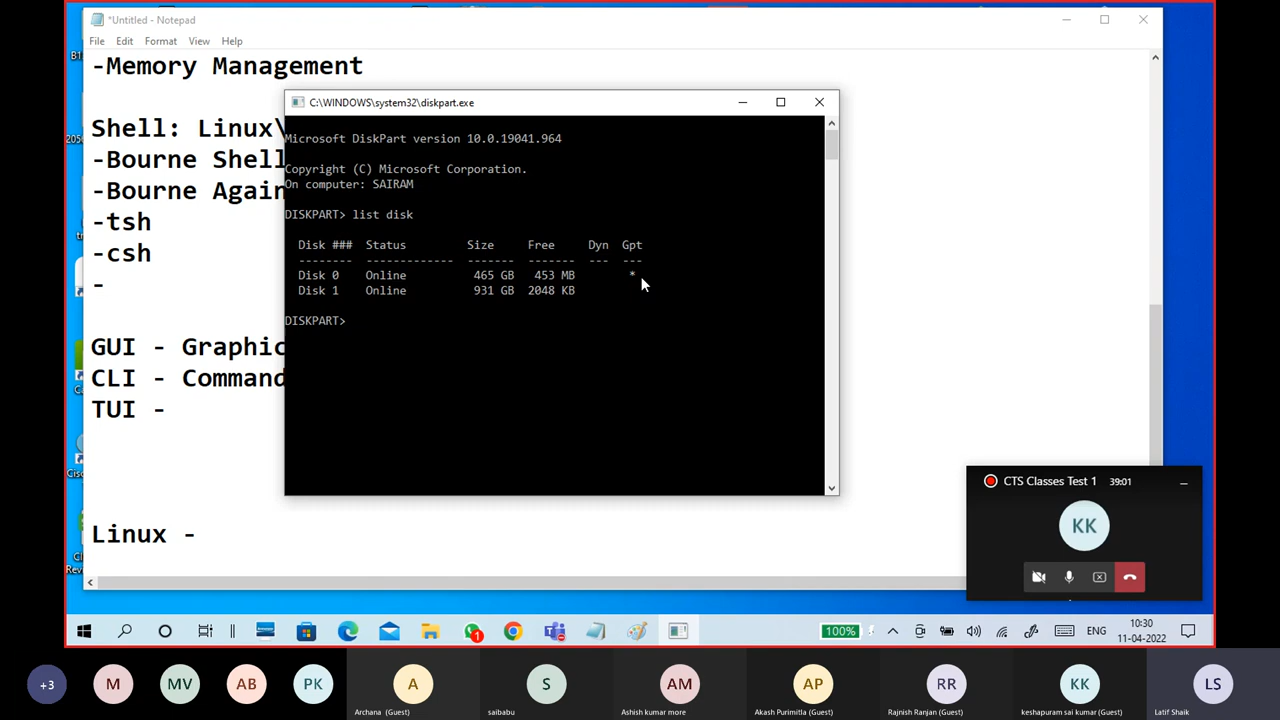 *Untitled - Notepad
File Edit Format View Help
-Memory Management
Shell: Linux\
-Bourne Shell
-Bourne Again
-tsh
-csh
-
GUI - Graphic
CLI - Command
TUI -
Linux -
C:\WINDOWS\system32\diskpart.exe
Microsoft DiskPart version 10.0.19041.964
Copyright (C) Microsoft Corporation.
On computer: SAIRAM
DISKPART> list disk
Disk ### Status Size Free Dyn Gpt
-------- ------------- ------- ------- --- ---
Disk 0 Online 465 GB 453 MB *
Disk 1 Online 931 GB 2048 KB
DISKPART>
CTS Classes Test 1 39:01
KK
1
100%
ENG
10:30
11-04-2022
+3 M MV AB PK A S AM AP RR KK LS
Archana (Guest) saibabu Ashish kumar more Akash Purimitla (Guest) Rajnish Ranjan (Guest) keshapuram sai kumar (Guest) Latif Shaik